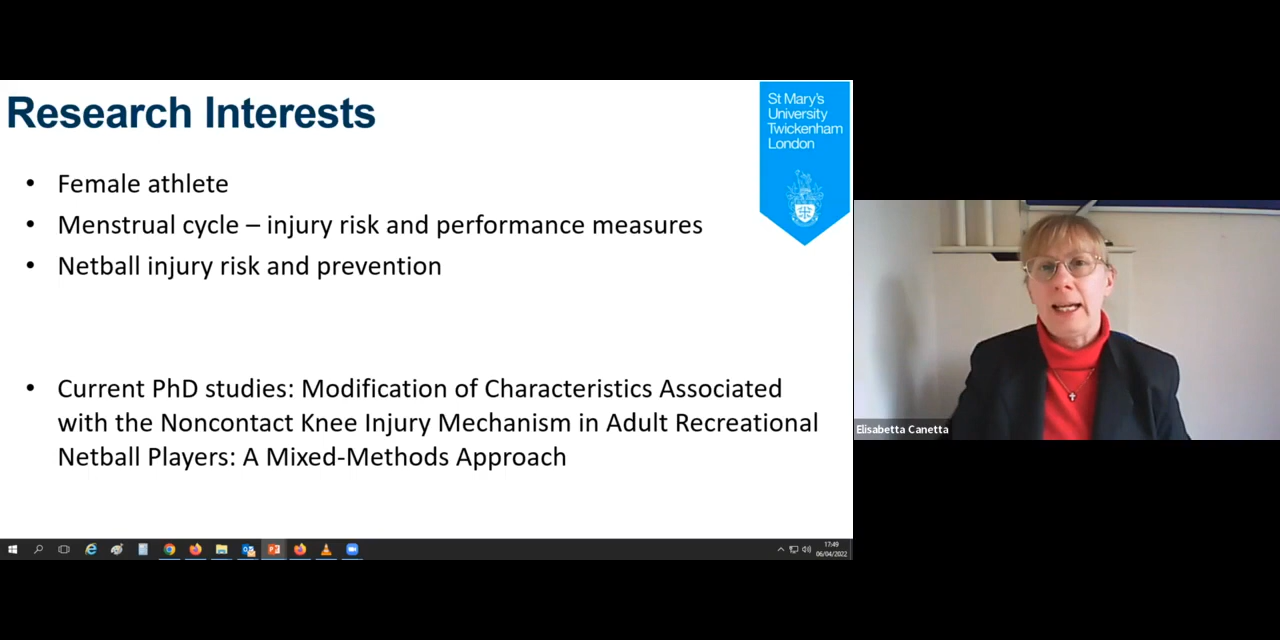 Research Interests
St Mary's
University
Twickenham
London
• Female athlete
• Menstrual cycle – injury risk and performance measures
• Netball injury risk and prevention
• Current PhD studies: Modification of Characteristics Associated
with the Noncontact Knee Injury Mechanism in Adult Recreational
Netball Players: A Mixed-Methods Approach
Elisabetta Canetta
17:49
06/04/2022